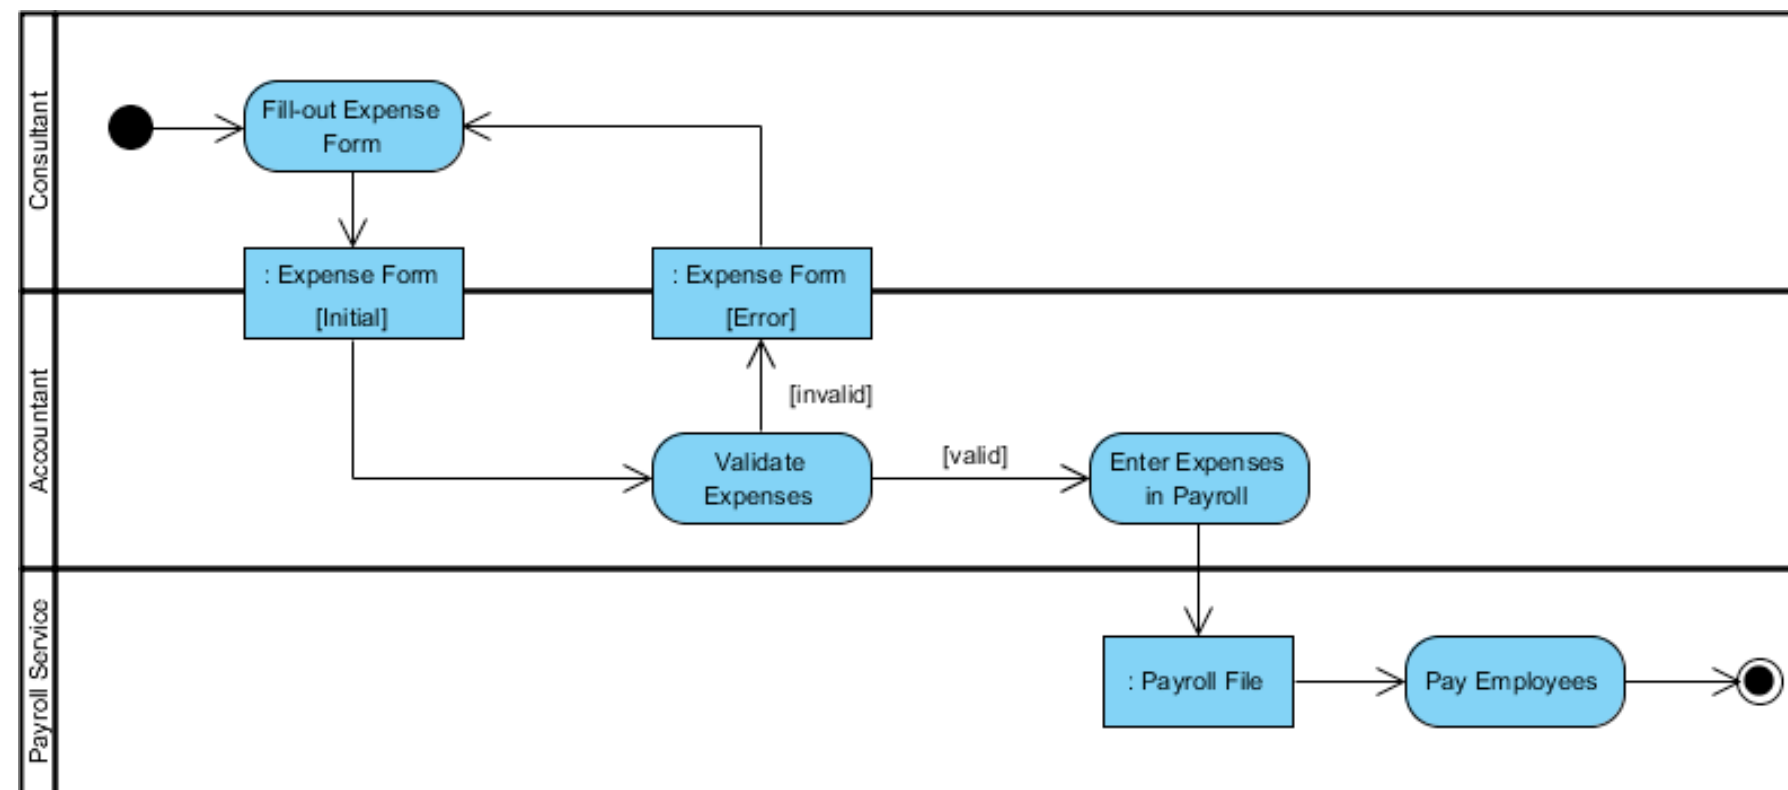 Consultant
Fill-out Expense
Form
: Expense Form
[Initial]
: Expense Form
[Error]
Accountant
[invalid]
Validate
Expenses
[valid]
Enter Expenses
in Payroll
Payroll Service
: Payroll File
Pay Employees